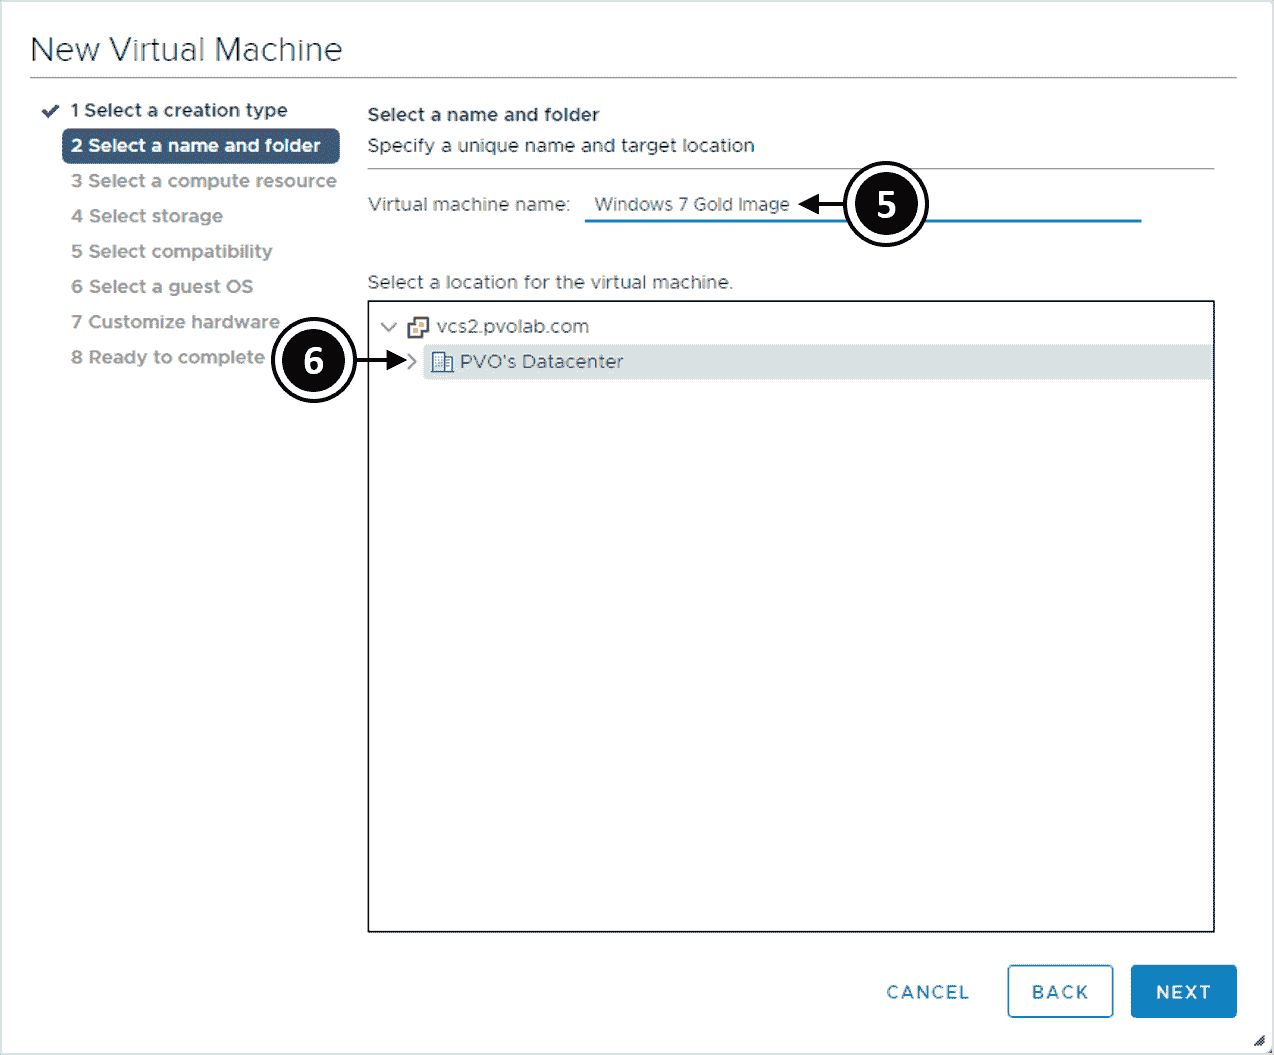 New Virtual Machine
1 Select a creation type
2 Select a name and folder
3 Select a compute resource
4 Select storage
5 Select compatibility
6 Select a guest OS
7 Customize hardware
8 Ready to complete
Select a name and folder
Specify a unique name and target location
Virtual machine name: Windows 7 Gold Image
5
Select a location for the virtual machine.
vcs2.pvolab.com
6
PVO's Datacenter
CANCEL BACK NEXT